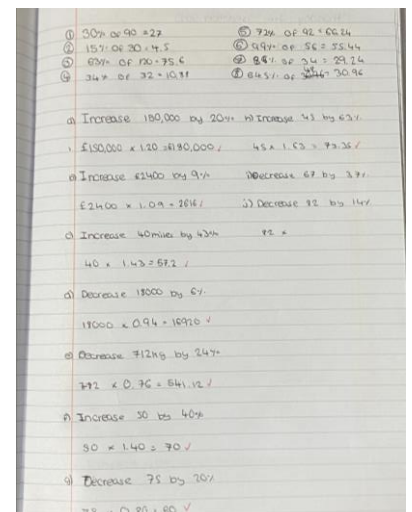 ① 30% of 90 = 27
② 15% of 30 = 4.5
③ 63% of 120 = 75.6
④ 34% of 32 = 10.88
⑤ 72% of 92 = 66.24
⑥ 99% of 56 = 55.44
⑦ 86% of 34 = 29.24
⑧ 64.5% of = 30.96
a) Increase 150,000 by 20%
£150,000 × 1.20 = £180,000 ✓
b) Increase £2400 by 9%
£2400 × 1.09 = 2616 ✓
c) Increase 40 miles by 43%
40 × 1.43 = 57.2 ✓
d) Decrease 18000 by 6%
18000 × 0.94 = 16920 ✓
e) Decrease 712kg by 24%
712 × 0.76 = 541.12 ✓
f) Increase 50 by 40%
50 × 1.40 = 70 ✓
g) Decrease 75 by 20%
h) Increase 45 by 63%
45 × 1.63 = 73.35 ✓
i) Decrease 67 by
j) Decrease 82 by 14%
82 ×